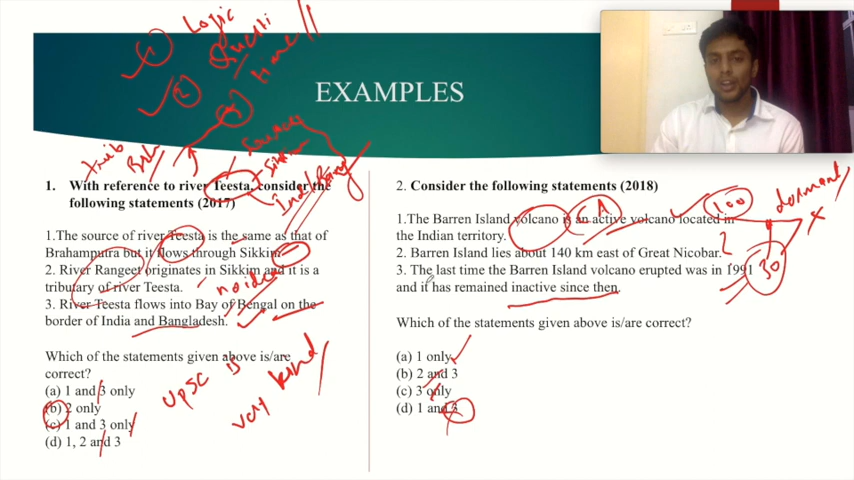 Logic
time
EXAMPLES
Sikkim
1. With reference to river Teesta, consider the
following statements (2017)
1.The source of river Teesta is the same as that of
Brahamputra but it flows through Sikkim.
2. River Rangeet originates in Sikkim and it is a
tributary of river Teesta.
no idea
3. River Teesta flows into Bay of Bengal on the
border of India and Bangladesh.
Which of the statements given above is/are
correct?
(a) 1 and 3 only
(b) 2 only
(c) 1 and 3 only
(d) 1, 2 and 3
UPSC is
very kind
2. Consider the following statements (2018)
CA
100
dormant
1.The Barren Island volcano is an active volcano located in
the Indian territory.
2. Barren Island lies about 140 km east of Great Nicobar.
30
3. The last time the Barren Island volcano erupted was in 1991
and it has remained inactive since then.
Which of the statements given above is/are correct?
(a) 1 only
(b) 2 and 3
(c) 3 only
(d) 1 and 3